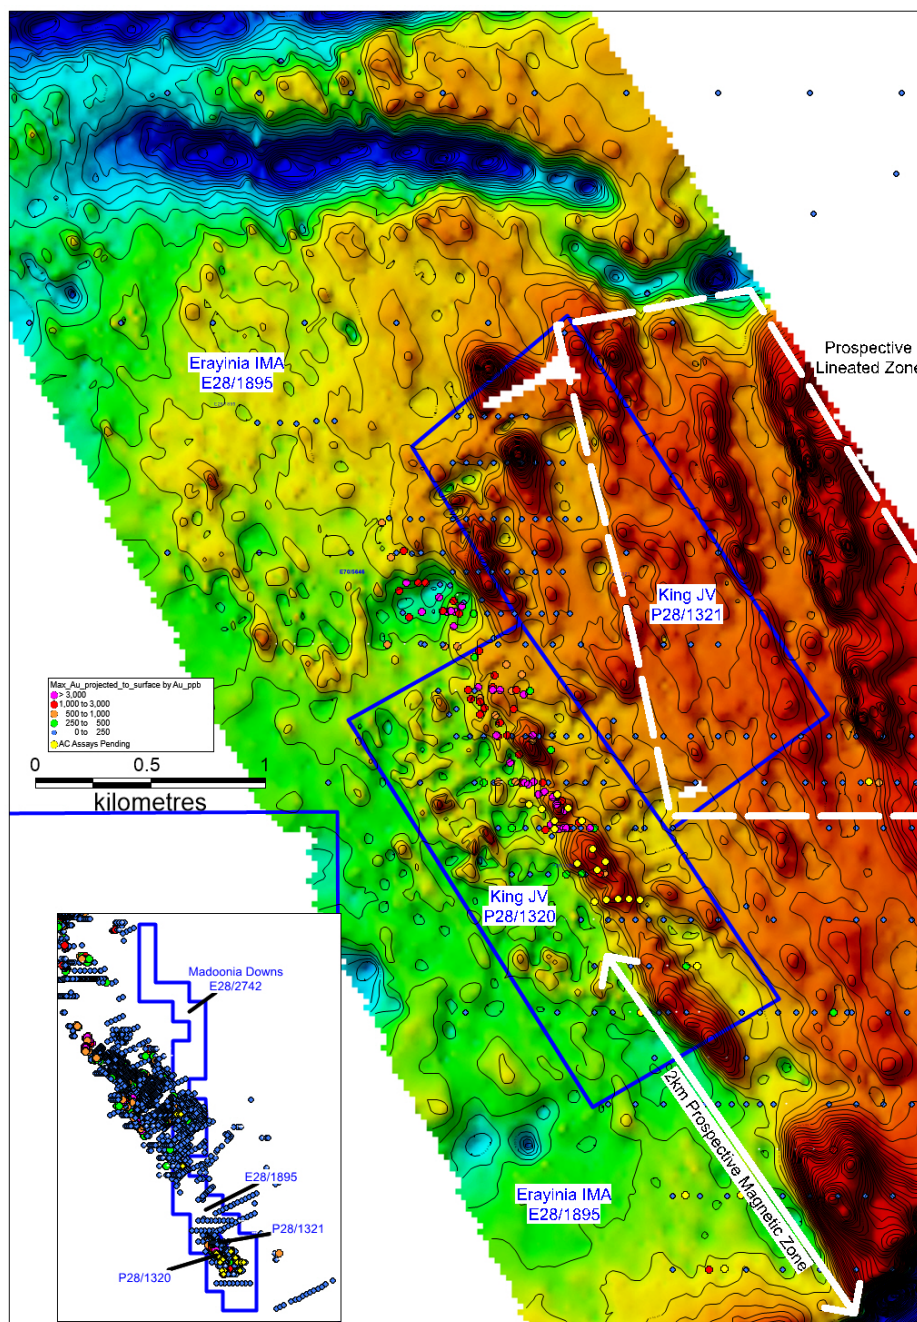 Prospective
Lineated Zone
Erayinia IMA
E28/1895
King JV
P28/1321
Max_Au_projected_to_surface by Au_ppb
> 3,000
1,000 to 3,000
500 to 1,000
250 to 500
0 to 250
AC Assays Pending
0 0.5 1
kilometres
King JV
P28/1320
Madoonia Downs
E28/2742
2km Prospective Magnetic Zone
E28/1895
Erayinia IMA
E28/1895
P28/1321
P28/1320